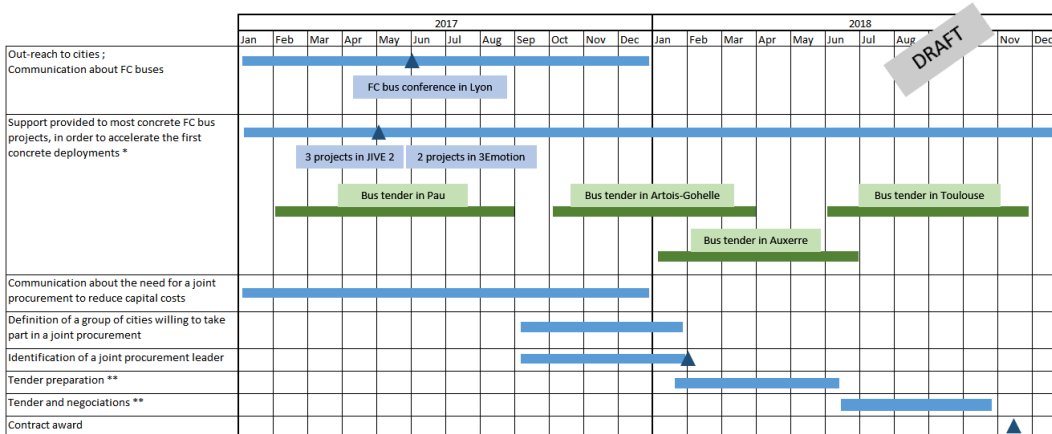 2017 2018
Jan Feb Mar Apr May Jun Jul Aug Sep Oct Nov Dec Jan Feb Mar Apr May Jun Jul Aug Nov Dec
DRAFT
Out-reach to cities ;
Communication about FC buses
FC bus conference in Lyon
Support provided to most concrete FC bus
projects, in order to accelerate the first
concrete deployments *
3 projects in JIVE 2 2 projects in 3Emotion
Bus tender in Pau Bus tender in Artois-Gohelle Bus tender in Toulouse
Bus tender in Auxerre
Communication about the need for a joint
procurement to reduce capital costs
Definition of a group of cities willing to take
part in a joint procurement
Identification of a joint procurement leader
Tender preparation **
Tender and negociations **
Contract award